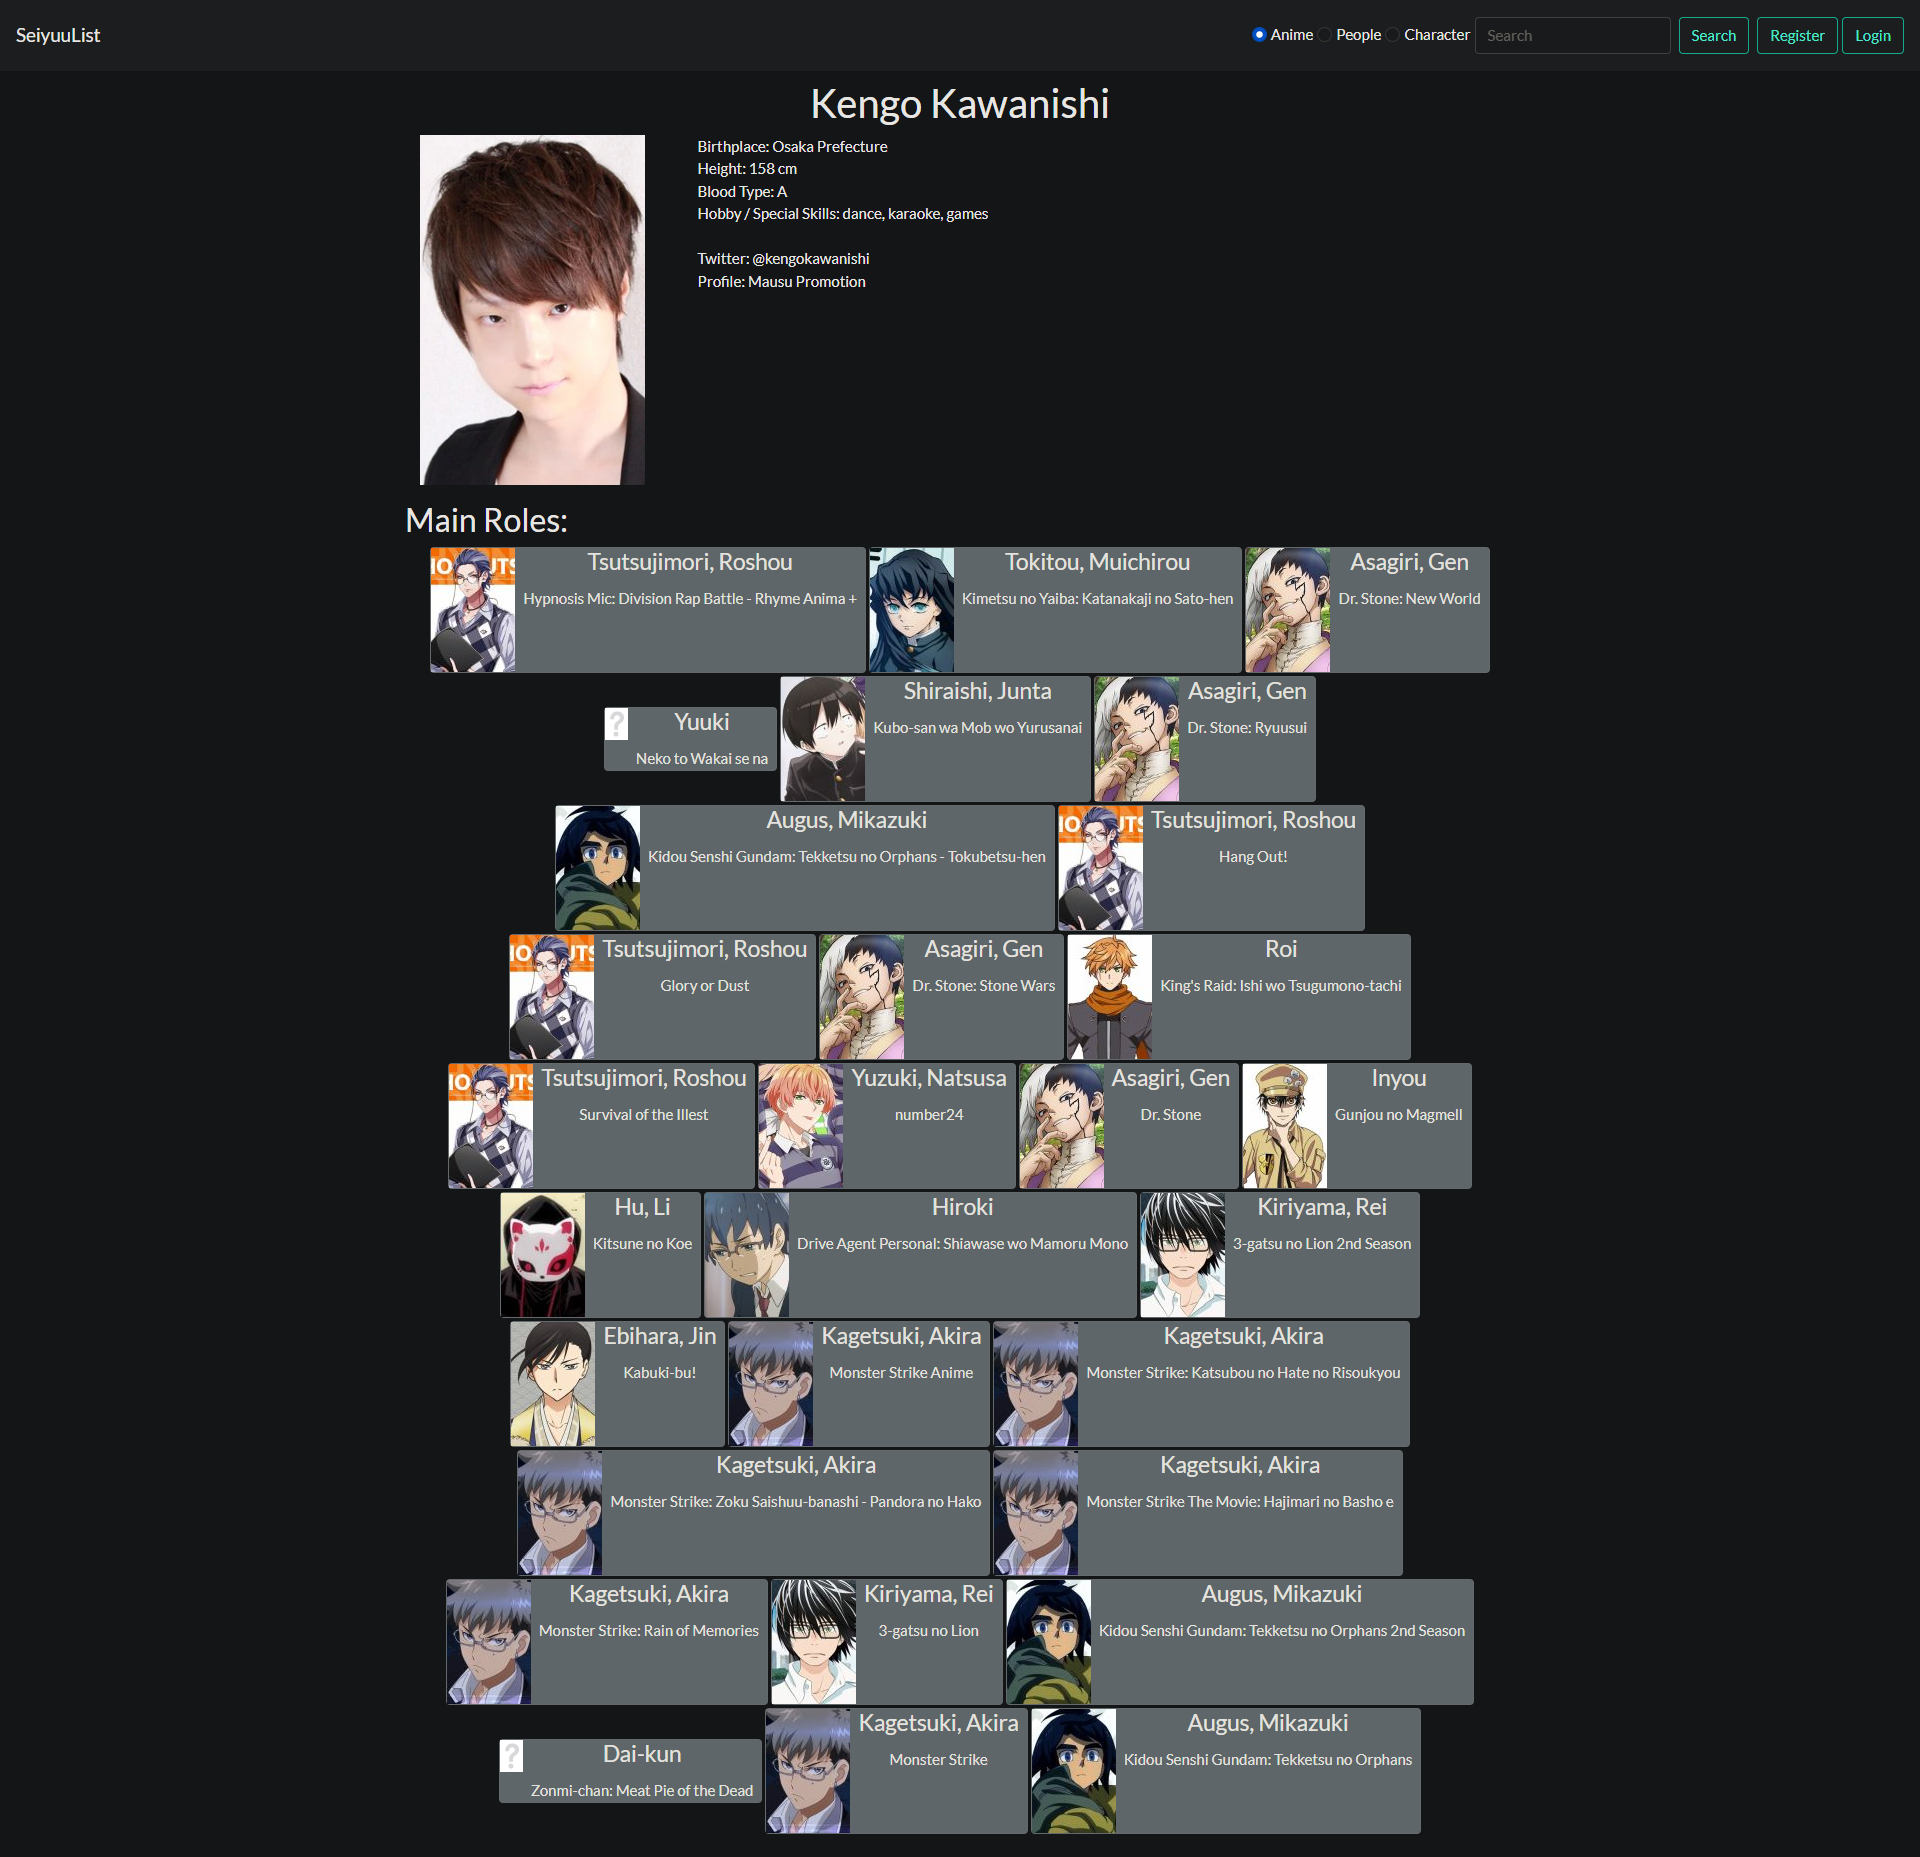 SeiyuuList
Anime People Character Search Search Register Login
Kengo Kawanishi
Birthplace: Osaka Prefecture
Height: 158 cm
Blood Type: A
Hobby / Special Skills: dance, karaoke, games
Twitter: @kengokawanishi
Profile: Mausu Promotion
Main Roles:
Tsutsujimori, Roshou
Hypnosis Mic: Division Rap Battle - Rhyme Anima +
Tokitou, Muichirou
Kimetsu no Yaiba: Katanakaji no Sato-hen
Asagiri, Gen
Dr. Stone: New World
Yuuki
Neko to Wakai se na
Shiraishi, Junta
Kubo-san wa Mob wo Yurusanai
Asagiri, Gen
Dr. Stone: Ryuusui
Augus, Mikazuki
Kidou Senshi Gundam: Tekketsu no Orphans - Tokubetsu-hen
Tsutsujimori, Roshou
Hang Out!
Tsutsujimori, Roshou
Glory or Dust
Asagiri, Gen
Dr. Stone: Stone Wars
Roi
King's Raid: Ishi wo Tsugumono-tachi
Tsutsujimori, Roshou
Survival of the Illest
Yuzuki, Natsusa
number24
Asagiri, Gen
Dr. Stone
Inyou
Gunjou no Magmell
Hu, Li
Kitsune no Koe
Hiroki
Drive Agent Personal: Shiawase wo Mamoru Mono
Kiriyama, Rei
3-gatsu no Lion 2nd Season
Ebihara, Jin
Kabuki-bu!
Kagetsuki, Akira
Monster Strike Anime
Kagetsuki, Akira
Monster Strike: Katsubou no Hate no Risoukyou
Kagetsuki, Akira
Monster Strike: Zoku Saishuu-banashi - Pandora no Hako
Kagetsuki, Akira
Monster Strike The Movie: Hajimari no Basho e
Kagetsuki, Akira
Monster Strike: Rain of Memories
Kiriyama, Rei
3-gatsu no Lion
Augus, Mikazuki
Kidou Senshi Gundam: Tekketsu no Orphans 2nd Season
Dai-kun
Zonmi-chan: Meat Pie of the Dead
Kagetsuki, Akira
Monster Strike
Augus, Mikazuki
Kidou Senshi Gundam: Tekketsu no Orphans